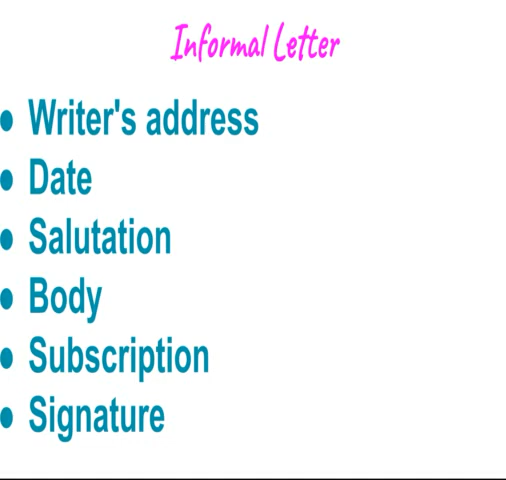 Informal Letter
• Writer's address
• Date
• Salutation
• Body
• Subscription
• Signature